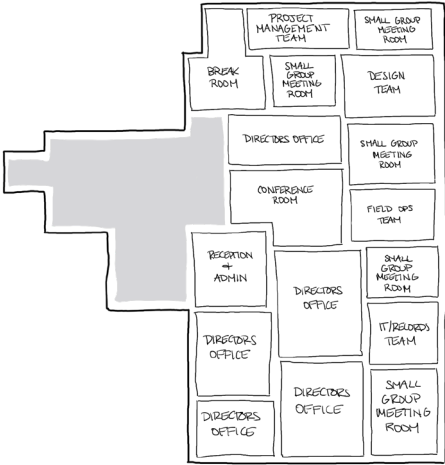 PROJECT
MANAGEMENT
TEAM
SMALL GROUP
MEETING
ROOM
BREAK
ROOM
SMALL
GROUP
MEETING
ROOM
DESIGN
TEAM
DIRECTORS OFFICE
SMALL GROUP
MEETING
ROOM
CONFERENCE
ROOM
FIELD OPS
TEAM
RECEPTION
&
ADMIN
SMALL
GROUP
MEETING
ROOM
DIRECTORS
OFFICE
DIRECTORS
OFFICE
IT/RECORDS
TEAM
DIRECTORS
OFFICE
SMALL
GROUP
MEETING
ROOM
DIRECTORS
OFFICE